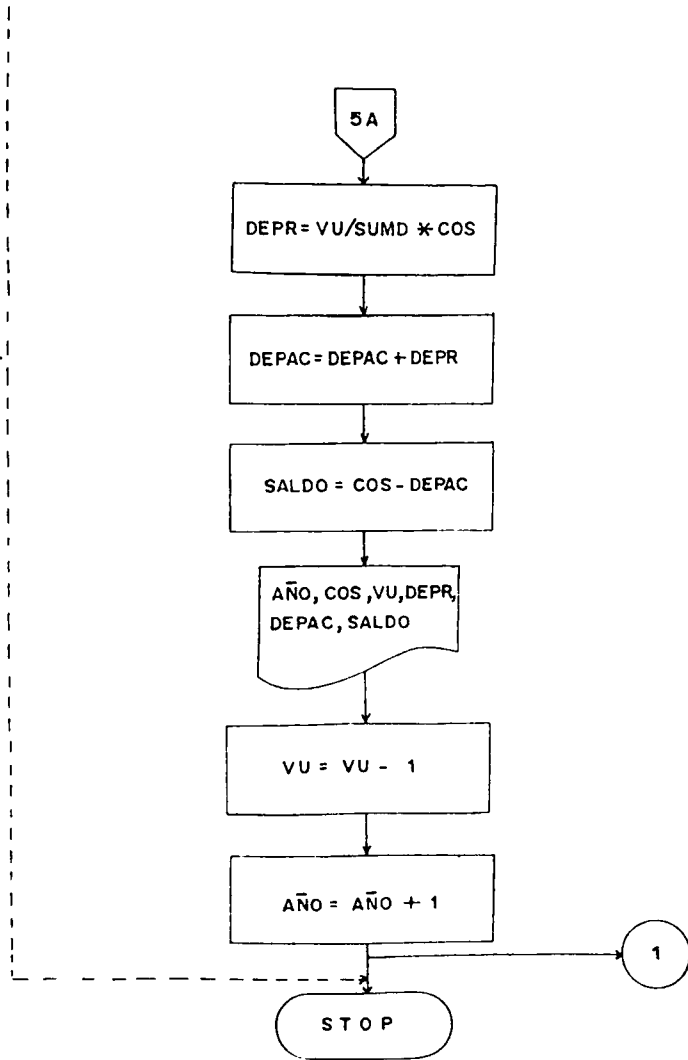 5A
DEPR = VU/SUMD * COS
DEPAC = DEPAC + DEPR
SALDO = COS - DEPAC
AÑO, COS, VU, DEPR,
DEPAC, SALDO
VU = VU - 1
AÑO = AÑO + 1
1
STOP